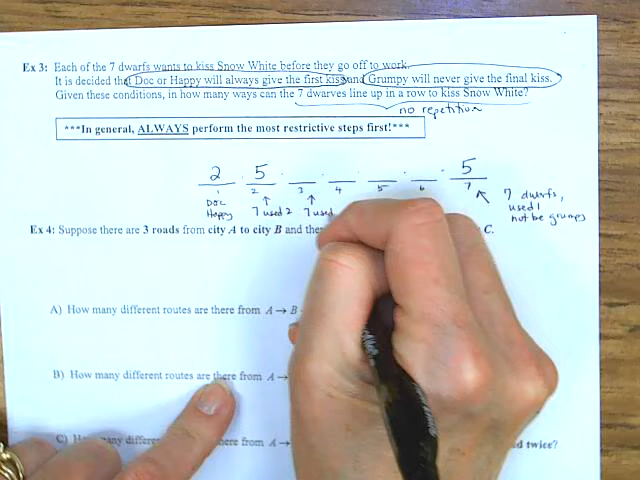 Ex 3: Each of the 7 dwarfs wants to kiss Snow White before they go off to work.
It is decided that Doc or Happy will always give the first kiss and Grumpy will never give the final kiss.
Given these conditions, in how many ways can the 7 dwarves line up in a row to kiss Snow White?
no repetition
***In general, ALWAYS perform the most restrictive steps first!***
2 . 5 . . . . . 5
1 2 3 4 5 6 7
Doc
Happy
7 used 2
7 used
7 dwarfs,
used 1
not be grumpy
Ex 4: Suppose there are 3 roads from city A to city B and C.
A) How many different routes are there from A → B
B) How many different routes are there from A →
C) How many different there from A → d twice?